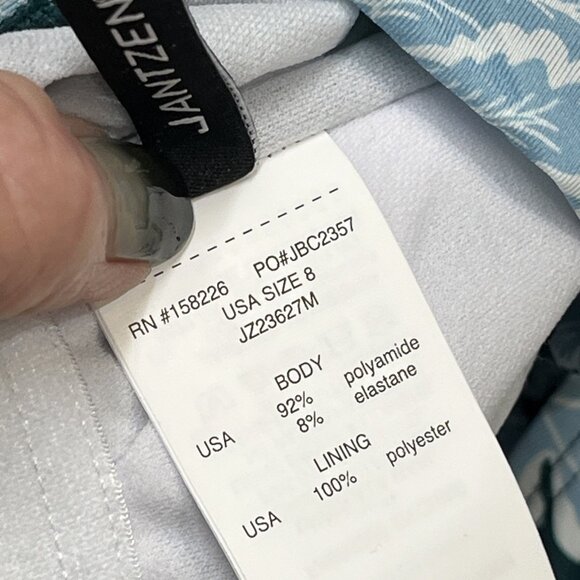 JANTZEN
RN #158226 PO#JBC2357
USA SIZE 8
JZ23627M
BODY
USA 92% polyamide
8% elastane
LINING
USA 100% polyester